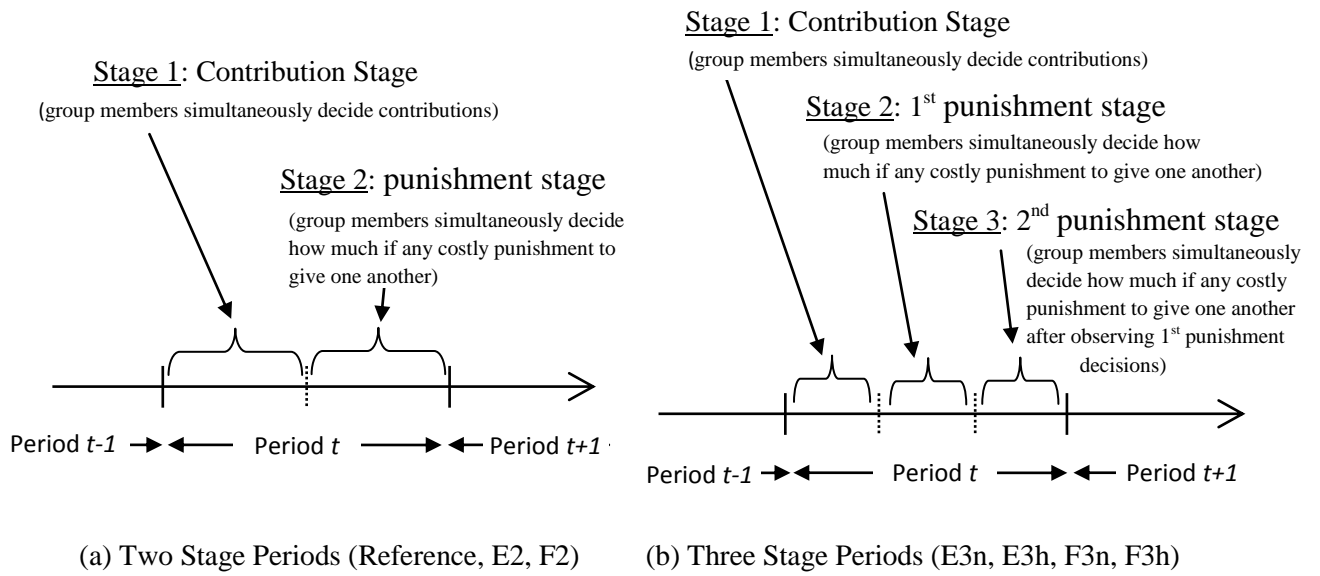 Stage 1: Contribution Stage
(group members simultaneously decide contributions)
Stage 2: punishment stage
(group members simultaneously decide
how much if any costly punishment to
give one another)
Period t-1
Period t
Period t+1
(a) Two Stage Periods (Reference, E2, F2)
Stage 1: Contribution Stage
(group members simultaneously decide contributions)
Stage 2: 1st punishment stage
(group members simultaneously decide how
much if any costly punishment to give one another)
Stage 3: 2nd punishment stage
(group members simultaneously
decide how much if any costly
punishment to give one another
after observing 1st punishment
decisions)
Period t-1
Period t
Period t+1
(b) Three Stage Periods (E3n, E3h, F3n, F3h)